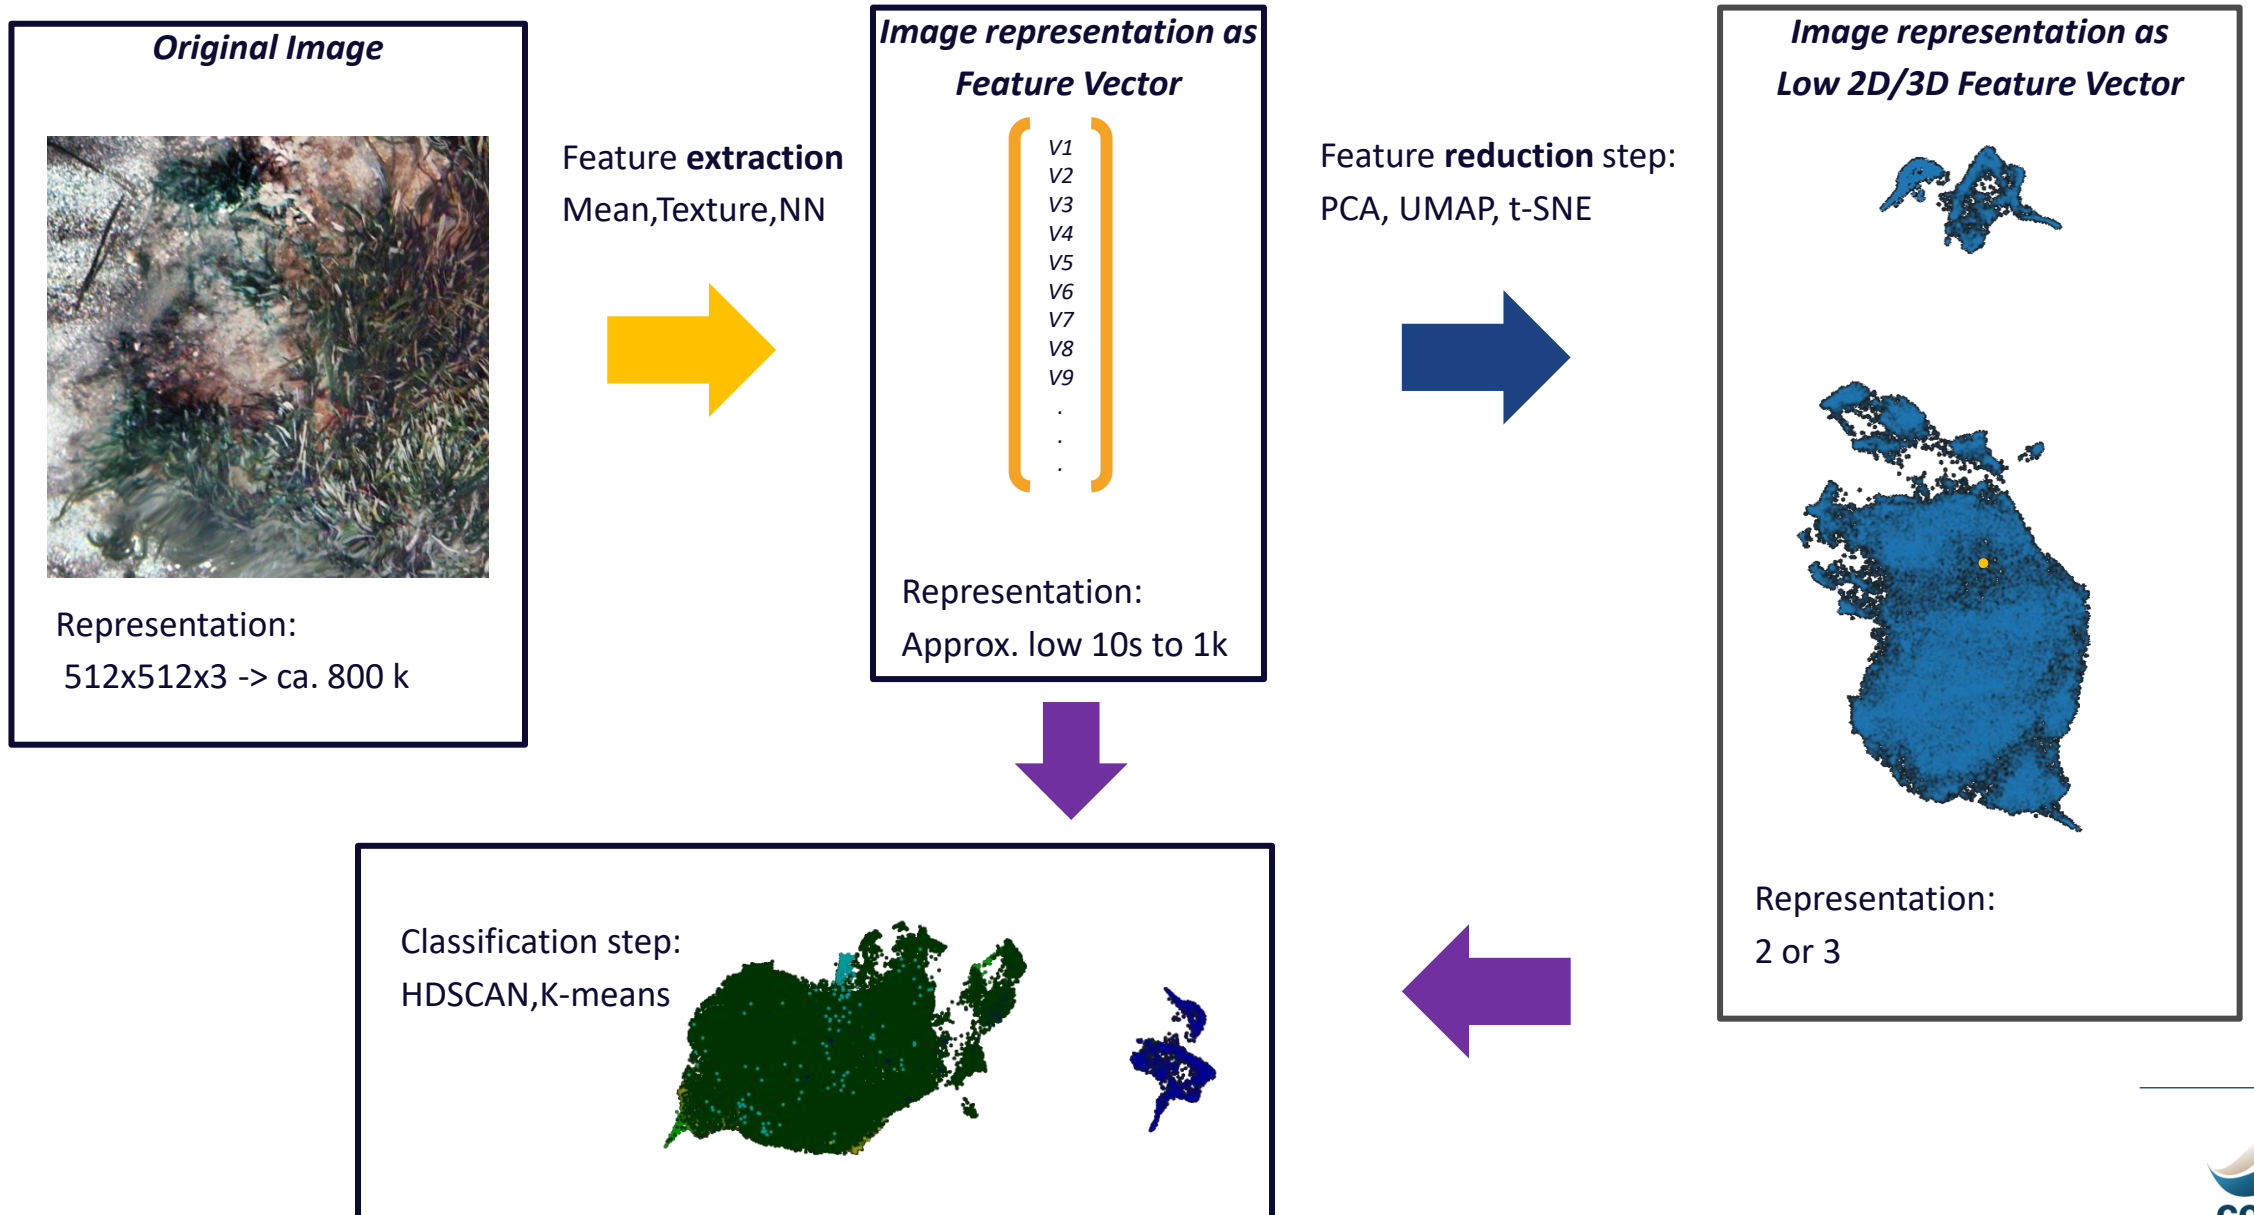 Original Image
Representation:
512x512x3 -> ca. 800 k
Feature extraction
Mean,Texture,NN
Image representation as
Feature Vector
V1
V2
V3
V4
V5
V6
V7
V8
V9
.
.
.
Representation:
Approx. low 10s to 1k
Feature reduction step:
PCA, UMAP, t-SNE
Image representation as
Low 2D/3D Feature Vector
Representation:
2 or 3
Classification step:
HDSCAN,K-means